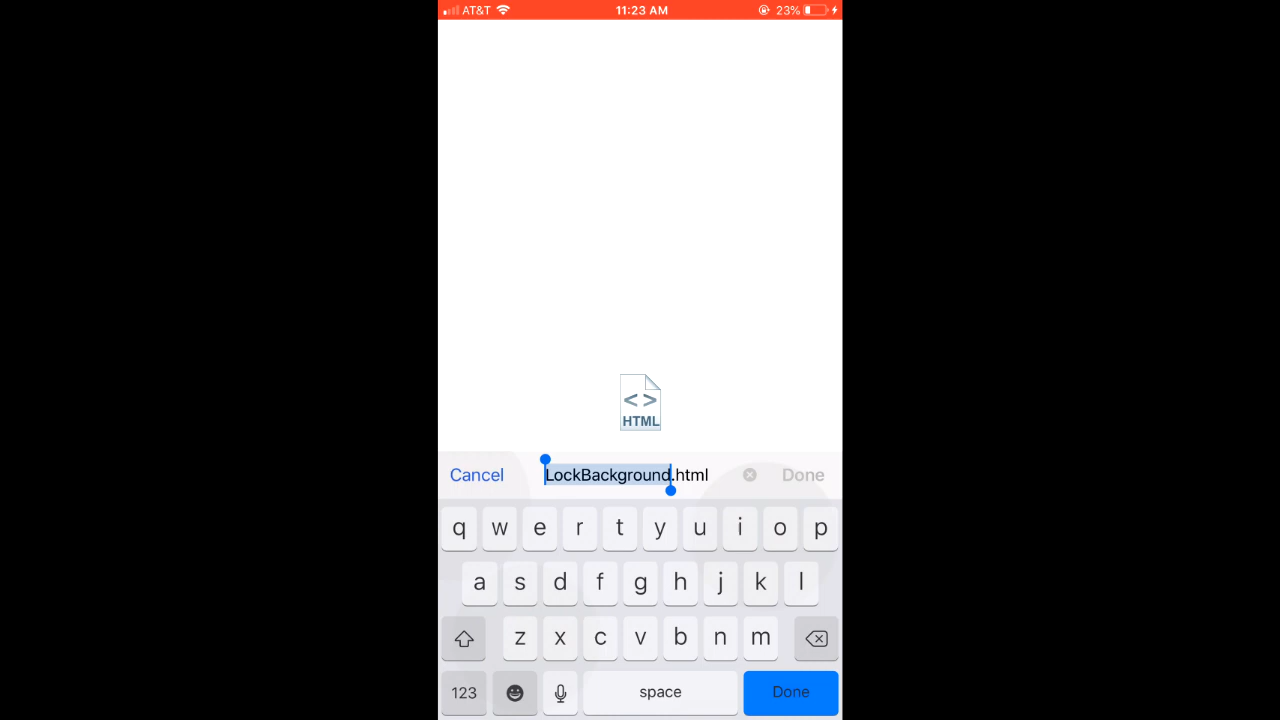 AT&T 11:23 AM 23%
<>
HTML
Cancel LockBackground.html Done
q w e r t y u i o p
a s d f g h j k l
z x c v b n m
123 space Done